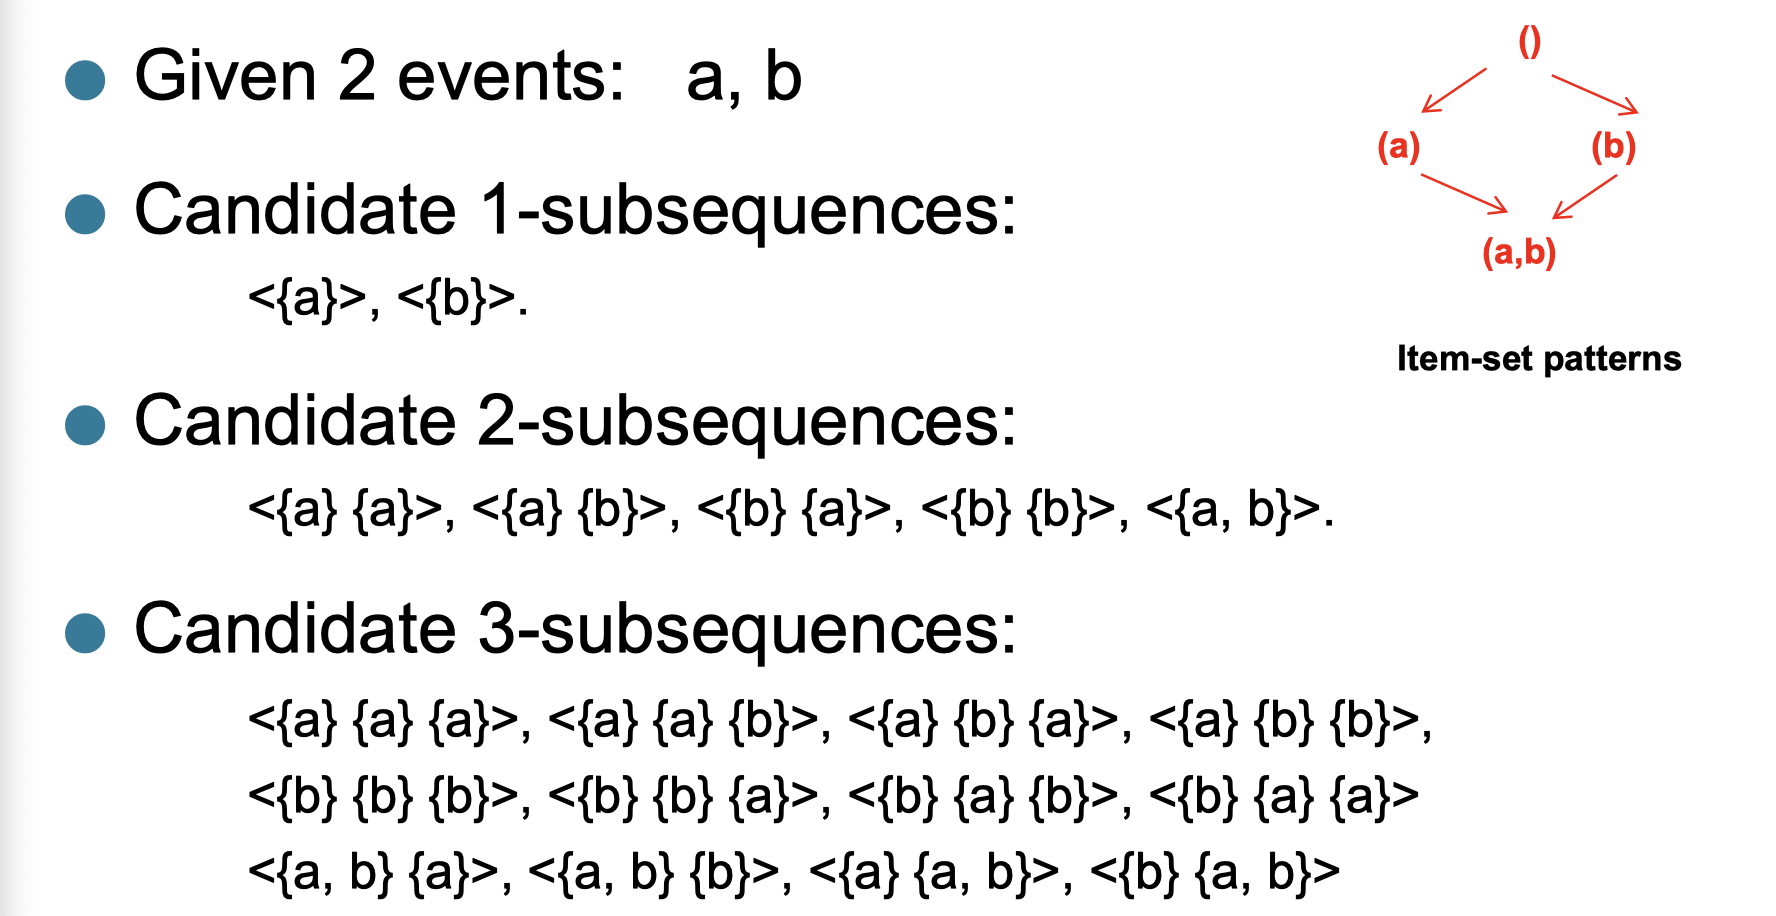 Given 2 events: a, b
Candidate 1-subsequences:
<{a}>, <{b}>.
Candidate 2-subsequences:
<{a} {a}>, <{a} {b}>, <{b} {a}>, <{b} {b}>, <{a, b}>.
Candidate 3-subsequences:
<{a} {a} {a}>, <{a} {a} {b}>, <{a} {b} {a}>, <{a} {b} {b}>,
<{b} {b} {b}>, <{b} {b} {a}>, <{b} {a} {b}>, <{b} {a} {a}>
<{a, b} {a}>, <{a, b} {b}>, <{a} {a, b}>, <{b} {a, b}>
()
(a) (b)
(a,b)
Item-set patterns